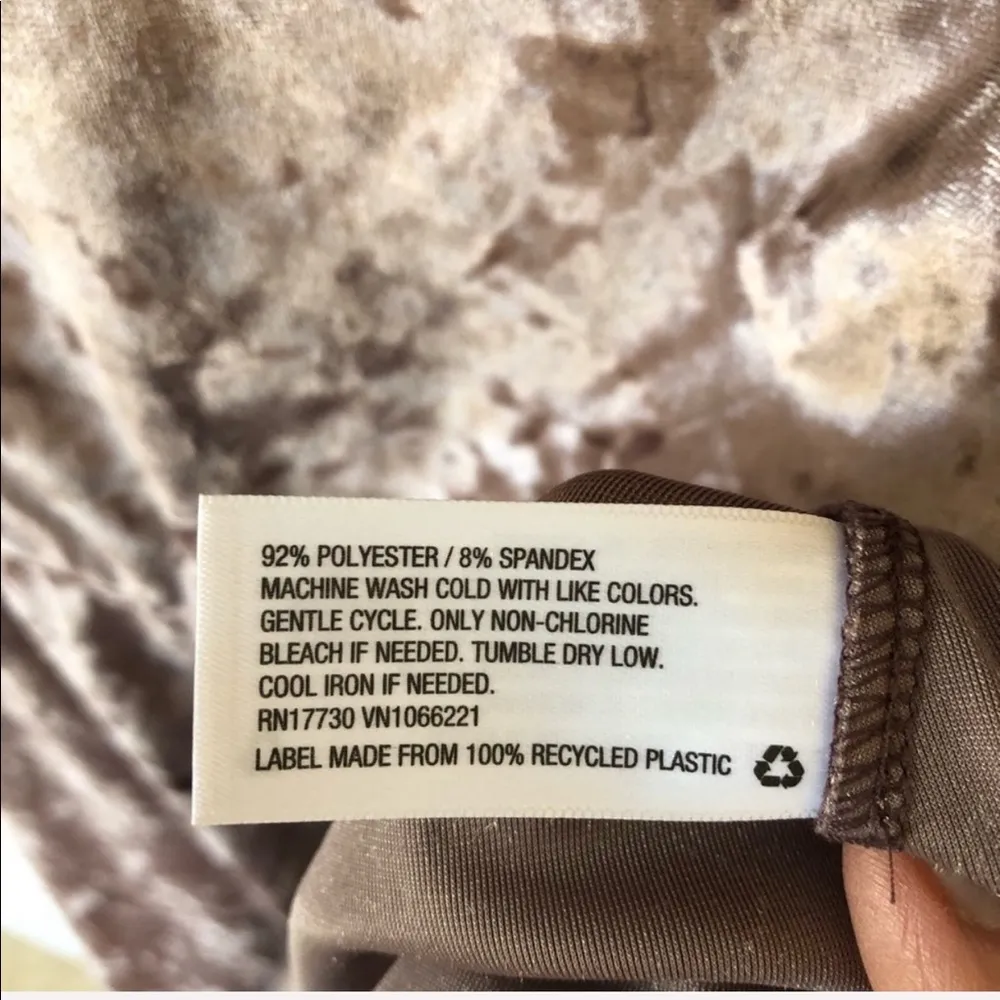 92% POLYESTER / 8% SPANDEX
MACHINE WASH COLD WITH LIKE COLORS.
GENTLE CYCLE. ONLY NON-CHLORINE
BLEACH IF NEEDED. TUMBLE DRY LOW.
COOL IRON IF NEEDED.
RN17730 VN1066221
LABEL MADE FROM 100% RECYCLED PLASTIC